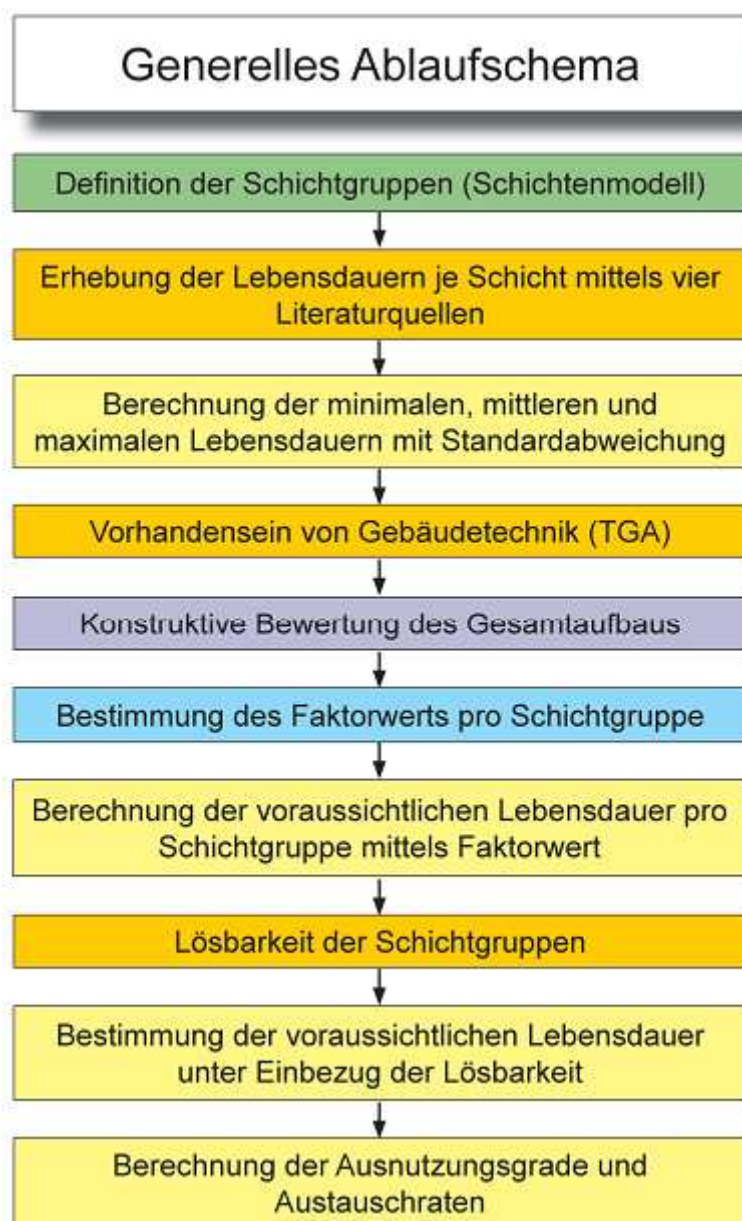 Generelles Ablaufschema
Definition der Schichtgruppen (Schichtenmodell)
Erhebung der Lebensdauern je Schicht mittels vier
Literaturquellen
Berechnung der minimalen, mittleren und
maximalen Lebensdauern mit Standardabweichung
Vorhandensein von Gebäudetechnik (TGA)
Konstruktive Bewertung des Gesamtaufbaus
Bestimmung des Faktorwerts pro Schichtgruppe
Berechnung der voraussichtlichen Lebensdauer pro
Schichtgruppe mittels Faktorwert
Lösbarkeit der Schichtgruppen
Bestimmung der voraussichtlichen Lebensdauer
unter Einbezug der Lösbarkeit
Berechnung der Ausnutzungsgrade und
Austauschraten